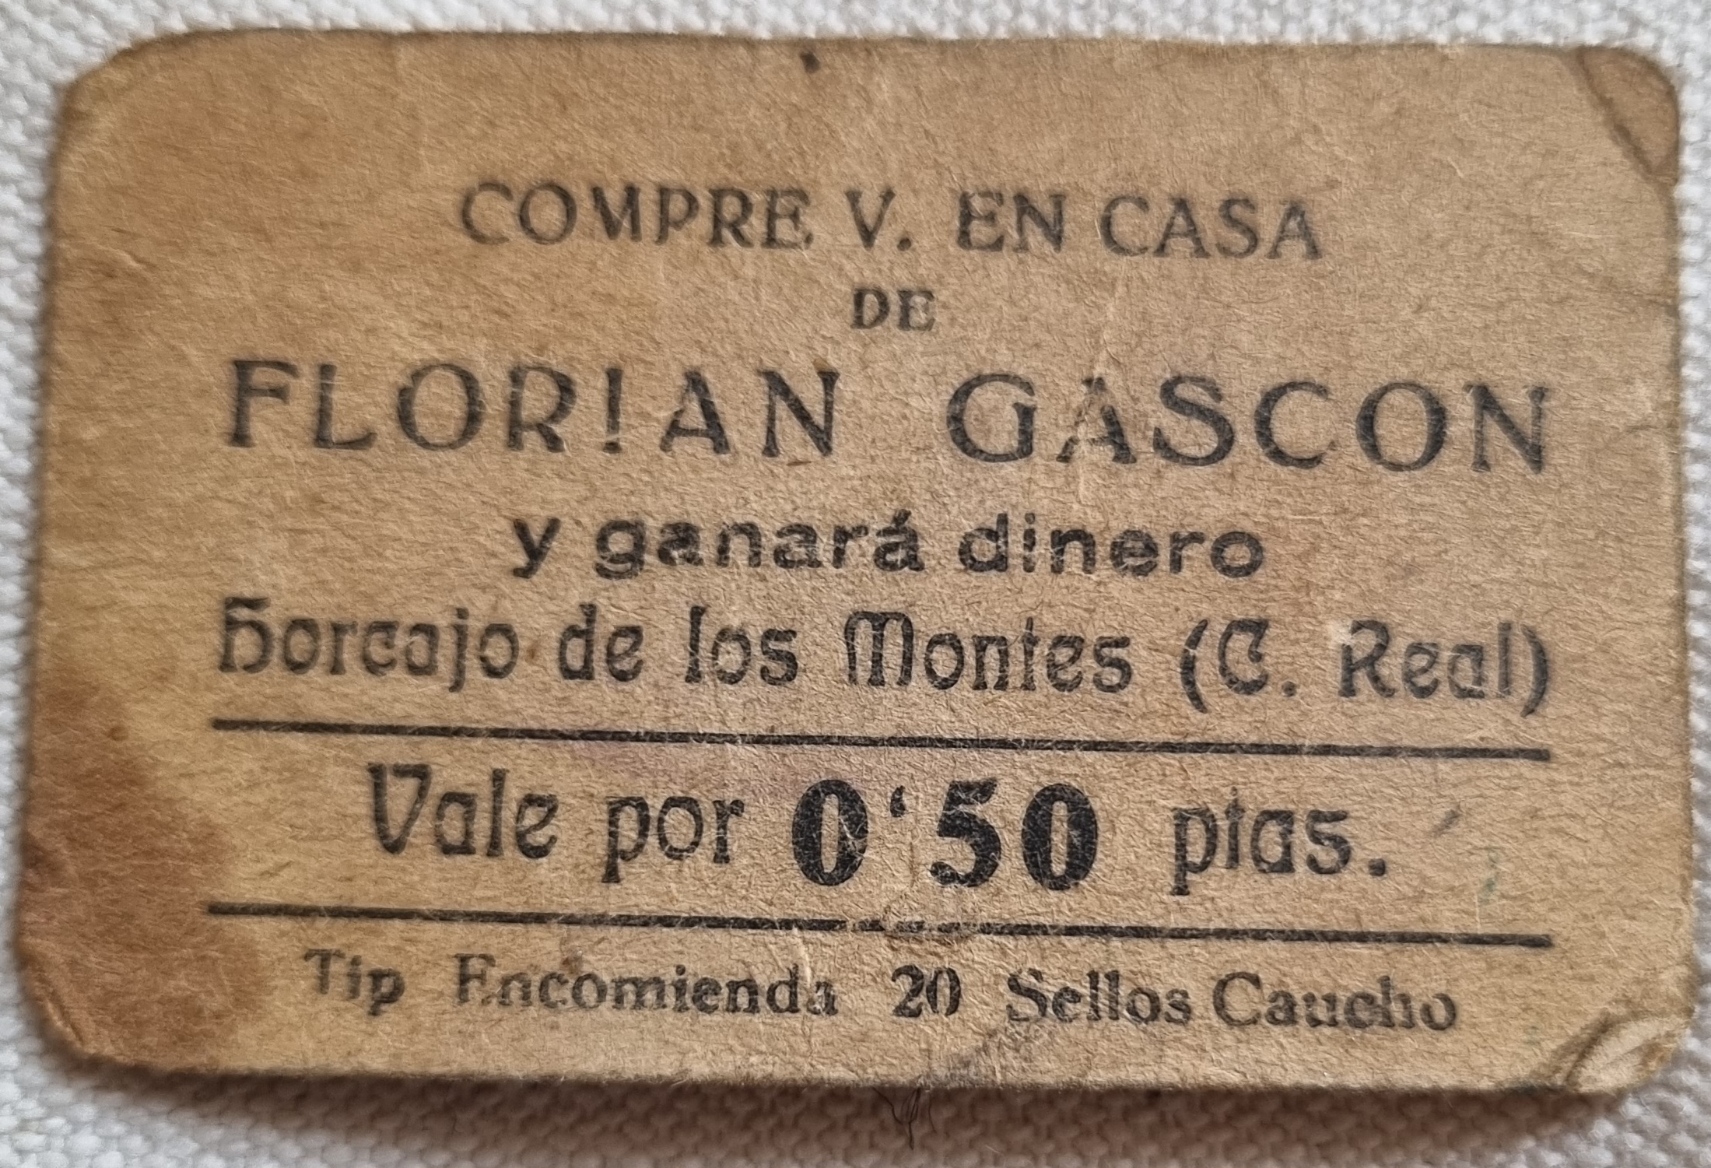 COMPRE V. EN CASA
DE
FLOR!AN GASCON
y ganará dinero
Horcajo de los Montes (C. Real)
Vale por 0'50 ptas.
Tip Encomienda 20 Sellos Caucho